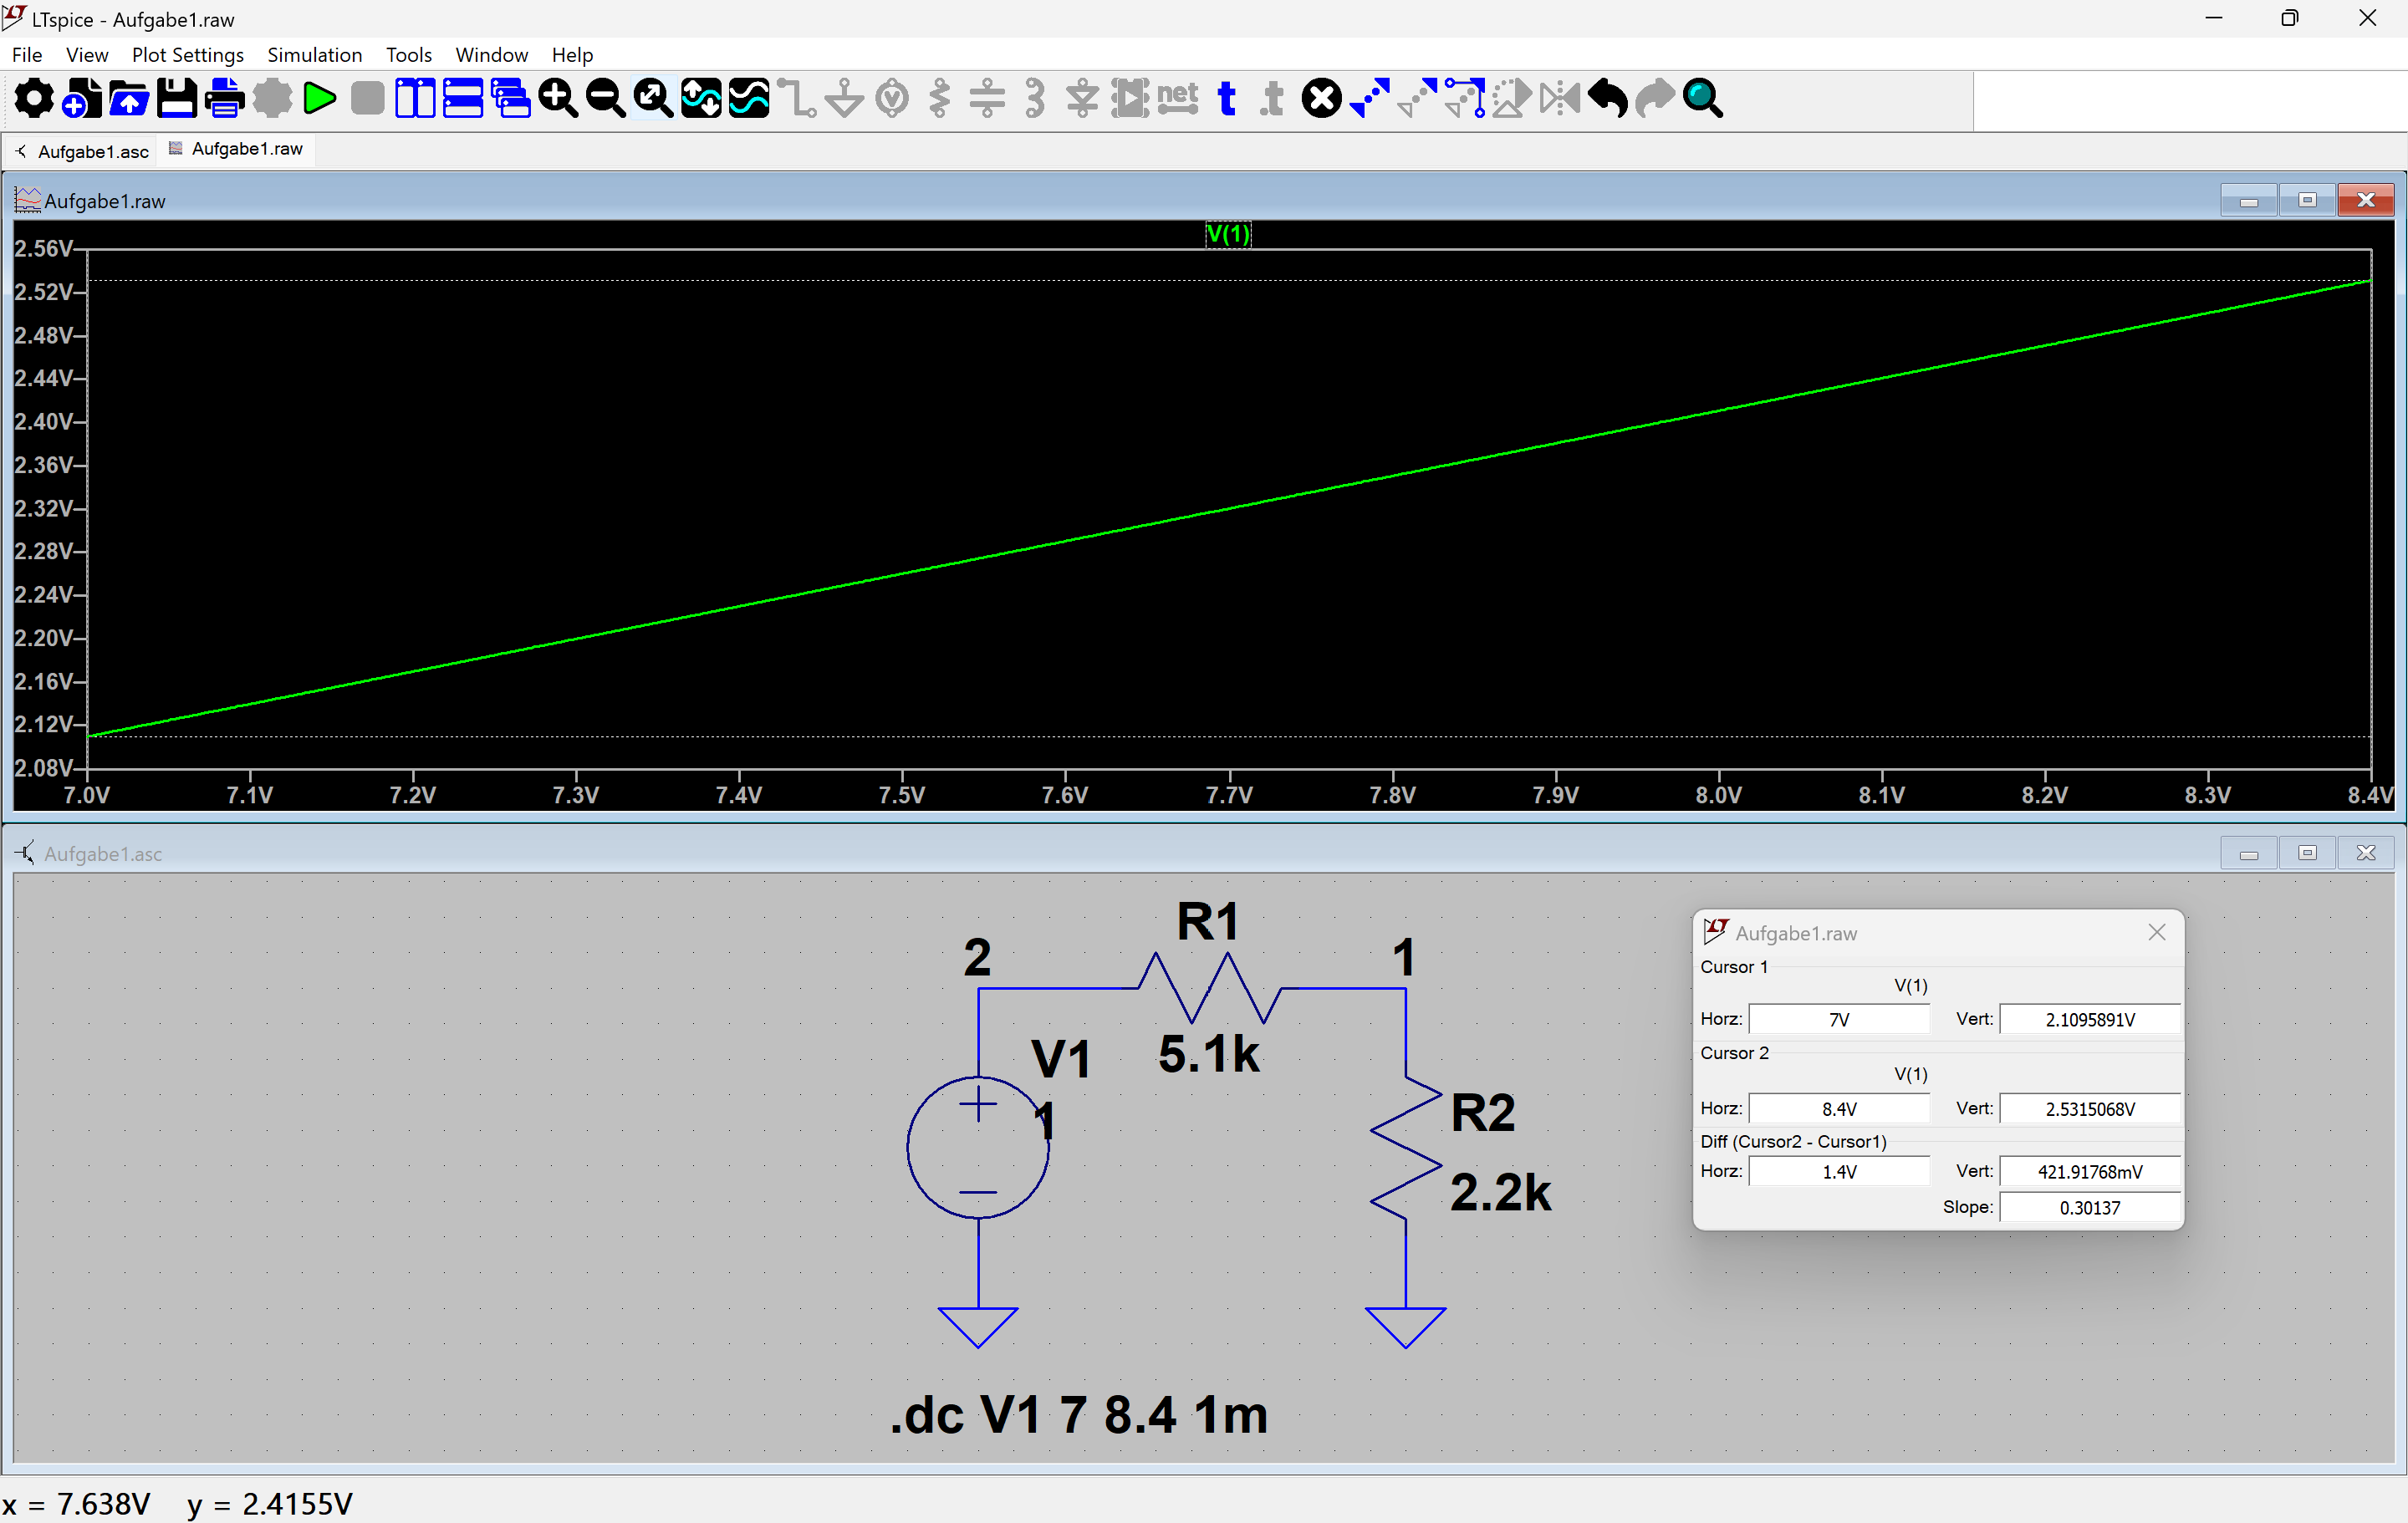 LTspice - Aufgabe1.raw
File View Plot Settings Simulation Tools Window Help
net t .t
Aufgabe1.asc Aufgabe1.raw
Aufgabe1.raw
V(1)
2.56V
2.52V
2.48V
2.44V
2.40V
2.36V
2.32V
2.28V
2.24V
2.20V
2.16V
2.12V
2.08V
7.0V 7.1V 7.2V 7.3V 7.4V 7.5V 7.6V 7.7V 7.8V 7.9V 8.0V 8.1V 8.2V 8.3V 8.4V
Aufgabe1.asc
R1
2 1
5.1k
V1
1
R2
2.2k
.dc V1 7 8.4 1m
Aufgabe1.raw
Cursor 1
V(1)
Horz: 7V Vert: 2.1095891V
Cursor 2
V(1)
Horz: 8.4V Vert: 2.5315068V
Diff (Cursor2 - Cursor1)
Horz: 1.4V Vert: 421.91768mV
Slope: 0.30137
x = 7.638V y = 2.4155V